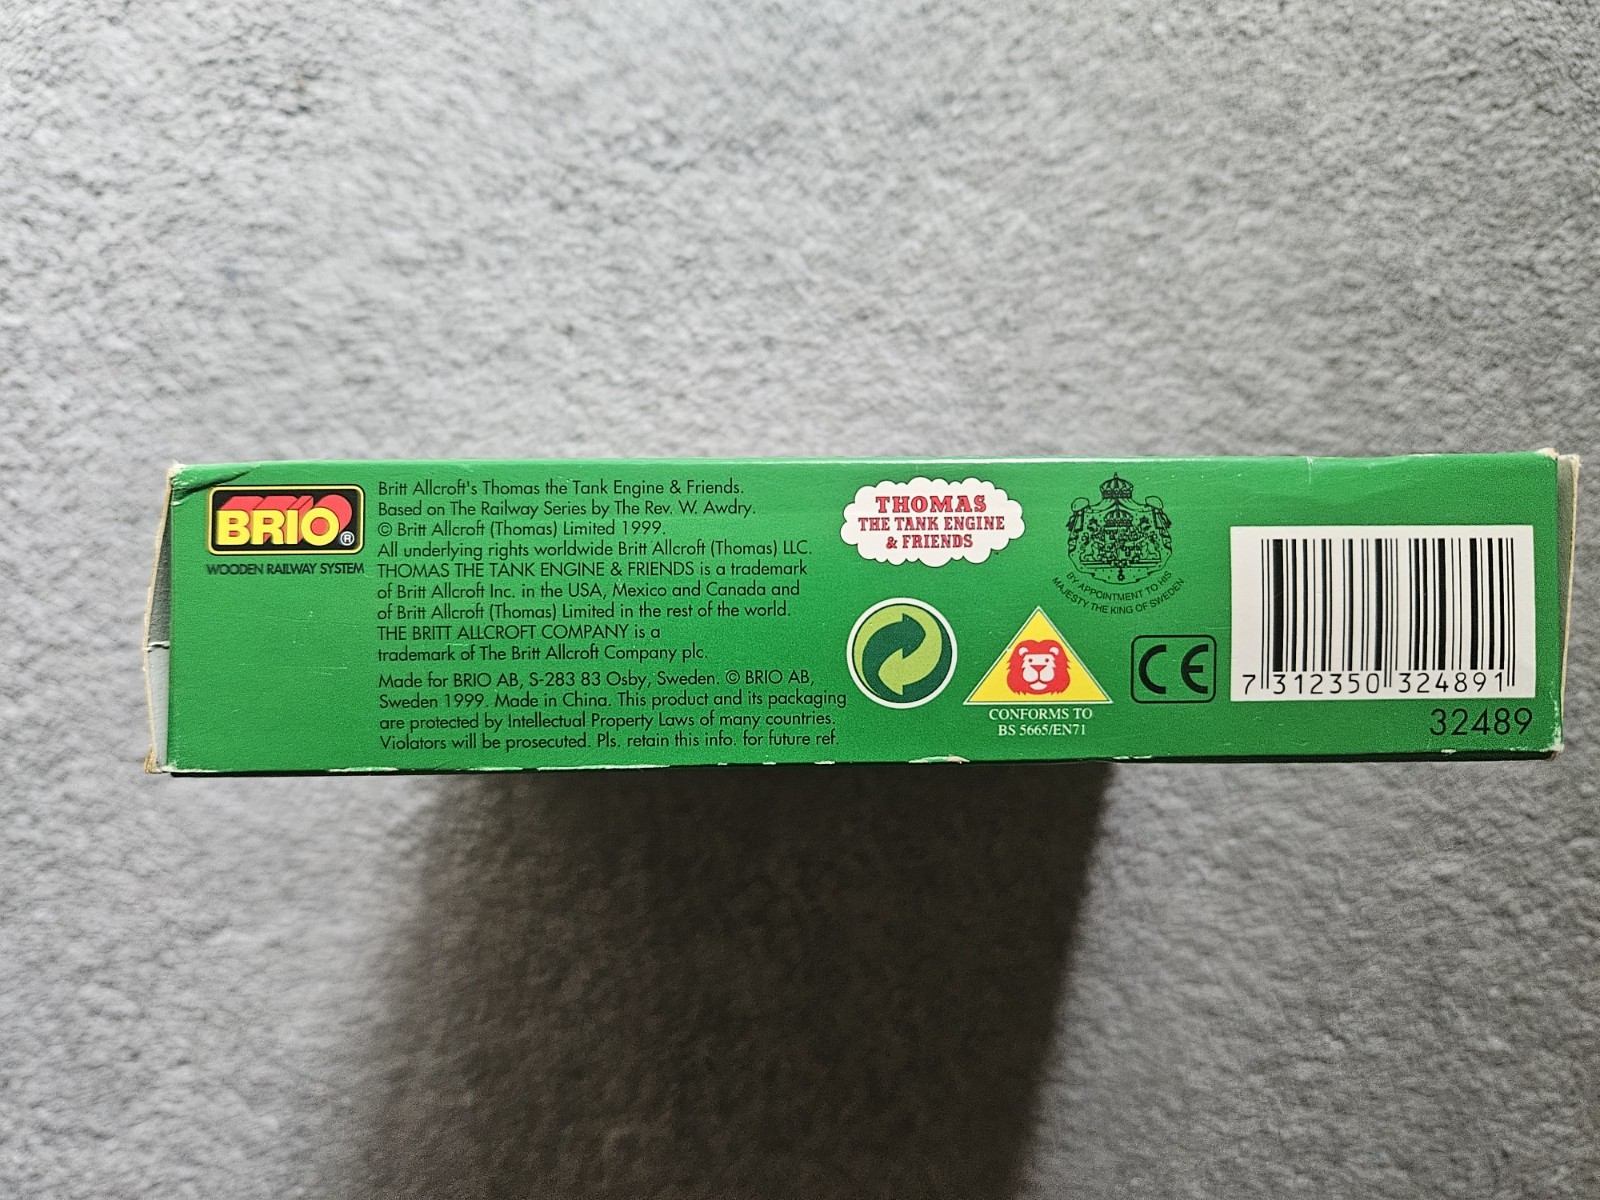 BRIO®
WOODEN RAILWAY SYSTEM
Britt Allcroft's Thomas the Tank Engine & Friends.
Based on The Railway Series by The Rev. W. Awdry.
© Britt Allcroft (Thomas) Limited 1999.
All underlying rights worldwide Britt Allcroft (Thomas) LLC.
THOMAS THE TANK ENGINE & FRIENDS is a trademark
of Britt Allcroft Inc. in the USA, Mexico and Canada and
of Britt Allcroft (Thomas) Limited in the rest of the world.
THE BRITT ALLCROFT COMPANY is a
trademark of The Britt Allcroft Company plc.
Made for BRIO AB, S-283 83 Osby, Sweden. © BRIO AB,
Sweden 1999. Made in China. This product and its packaging
are protected by Intellectual Property Laws of many countries.
Violators will be prosecuted. Pls. retain this info. for future ref.
THOMAS
THE TANK ENGINE
& FRIENDS
BY APPOINTMENT TO HIS
MAJESTY THE KING OF SWEDEN
CONFORMS TO
BS 5665/EN71
CE
7 312350 324891
32489